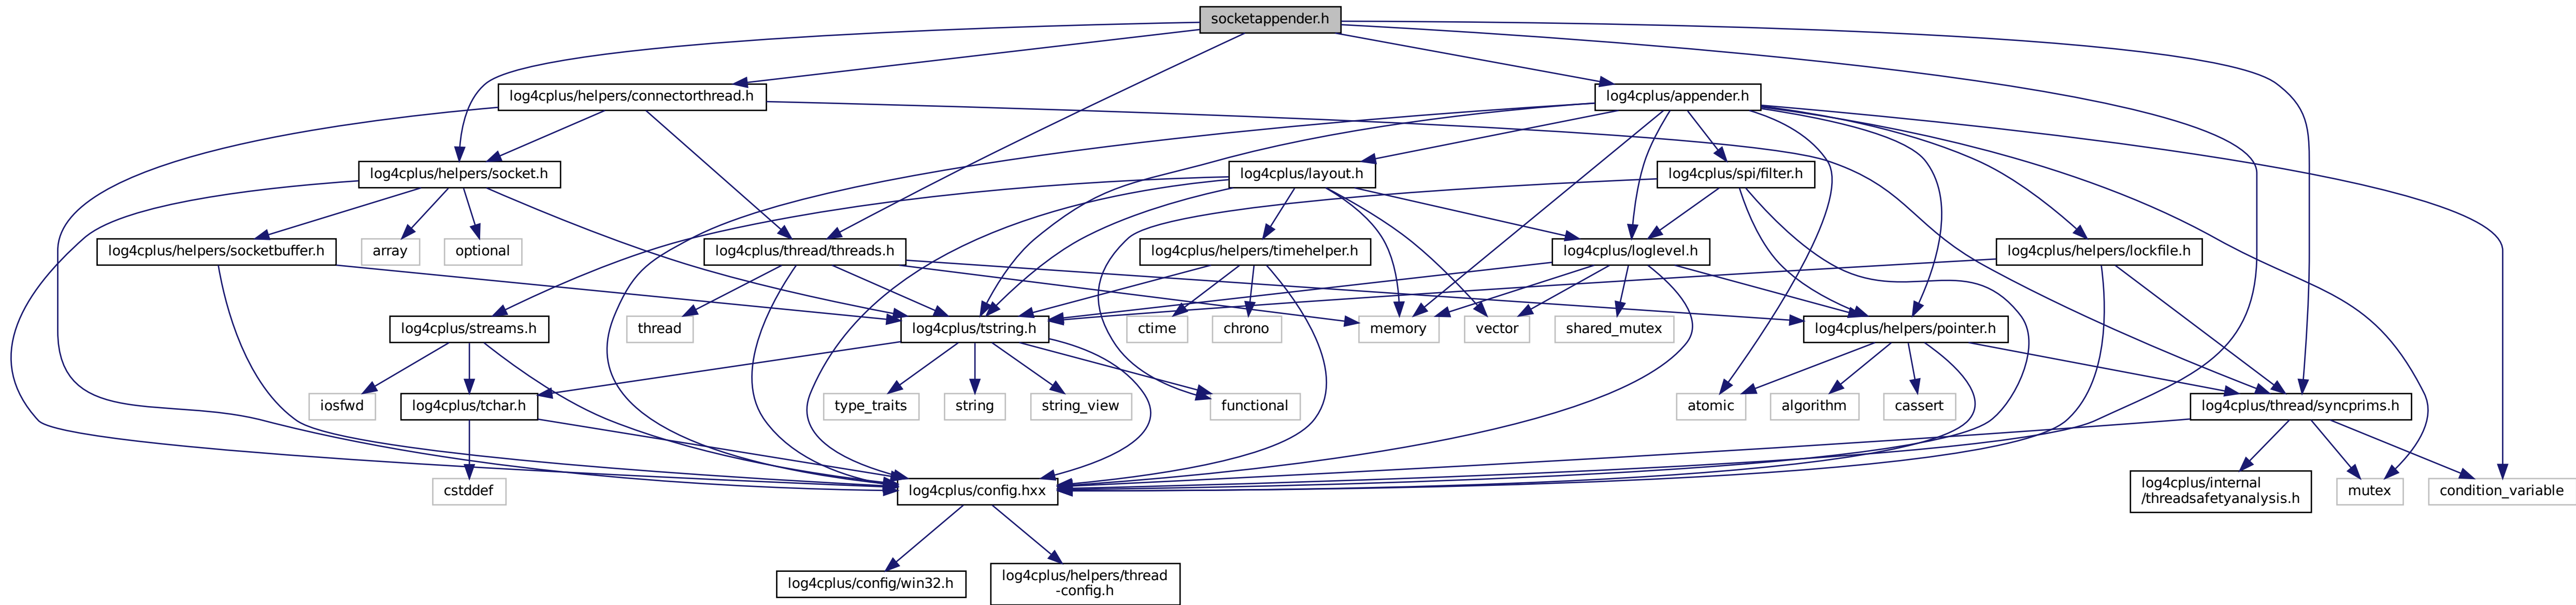 socketappender.h
log4cplus/helpers/connectorthread.h
log4cplus/appender.h
log4cplus/helpers/socket.h
log4cplus/layout.h
log4cplus/spi/filter.h
log4cplus/helpers/socketbuffer.h
array
optional
log4cplus/thread/threads.h
log4cplus/helpers/timehelper.h
log4cplus/loglevel.h
log4cplus/helpers/lockfile.h
log4cplus/streams.h
thread
log4cplus/tstring.h
ctime
chrono
memory
vector
shared_mutex
log4cplus/helpers/pointer.h
iosfwd
log4cplus/tchar.h
type_traits
string
string_view
functional
atomic
algorithm
cassert
log4cplus/thread/syncprims.h
cstddef
log4cplus/config.hxx
log4cplus/internal
/threadsafetyanalysis.h
mutex
condition_variable
log4cplus/config/win32.h
log4cplus/helpers/thread
-config.h